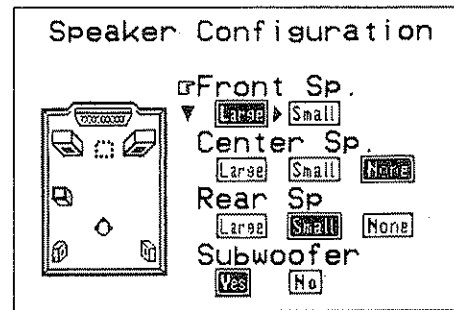 Speaker Configuration
☞Front Sp.
▼ Large ▶ Small
Center Sp.
Large Small None
Rear Sp
Large Small None
Subwoofer
Yes No